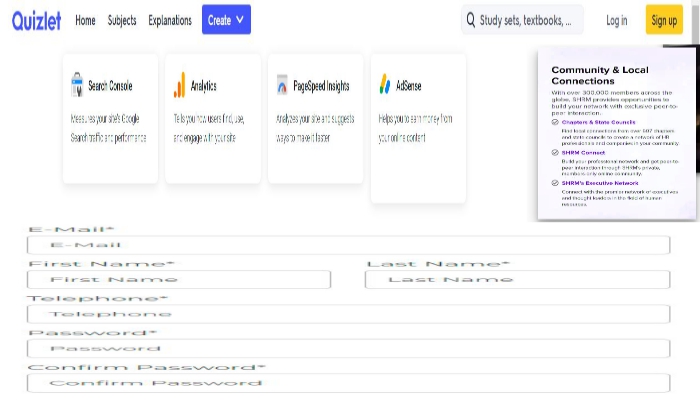 Quizlet
Home Subjects Explanations Create
Study sets, textbooks, ...
Log in
Sign up
Search Console
Measures your site's Google
Search traffic and performance
Analytics
Tells you how users find, use,
and engage with your site
PageSpeed Insights
Analyzes your site and suggests
ways to make it faster
AdSense
Helps you to earn money from
your online content
Community & Local
Connections
With over 300,000 members across the
globe, SHRM provides opportunities to
build your network with exclusive peer-to-
peer interaction.
Chapters & State Councils
Find local connections from over 607 chapters
and state councils to create a network of HR
professionals and companies in your community.
SHRM Connect
Build your professional network and get peer-to-
peer interaction through SHRM's private,
members-only online community.
SHRM's Executive Network
Connect with the premier network of executives
and thought leaders in the field of human
resources.
E-Mail*
E-Mail
First Name*
Last Name*
First Name
Last Name
Telephone*
Telephone
Password*
Password
Confirm Password*
Confirm Password